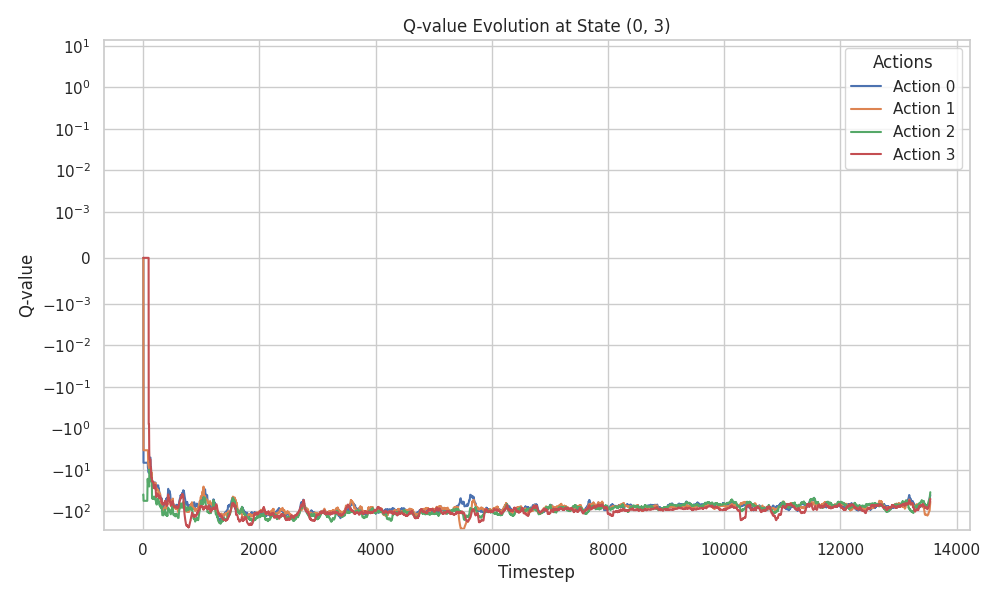 Q-value Evolution at State (0, 3)
Q-value
10¹
10⁰
10⁻¹
10⁻²
10⁻³
0
−10⁻³
−10⁻²
−10⁻¹
−10⁰
−10¹
−10²
Actions
Action 0
Action 1
Action 2
Action 3
0 2000 4000 6000 8000 10000 12000 14000
Timestep